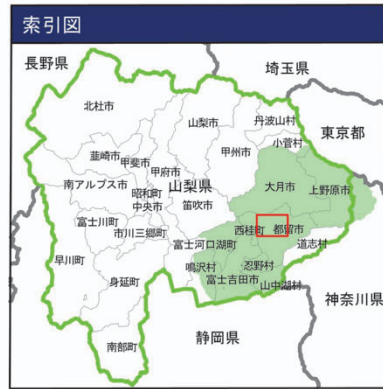 索引図
長野県
埼玉県
北杜市
山梨市
丹波山村
小菅村
東京都
韮崎市
甲斐市
甲府市
甲州市
南アルプス市
昭和町
中央市
山梨県
笛吹市
大月市
上野原市
富士川町
市川三郷町
西桂町
都留市
道志村
早川町
富士河口湖町
鳴沢村
忍野村
身延町
富士吉田市
山中湖村
神奈川県
静岡県
南部町